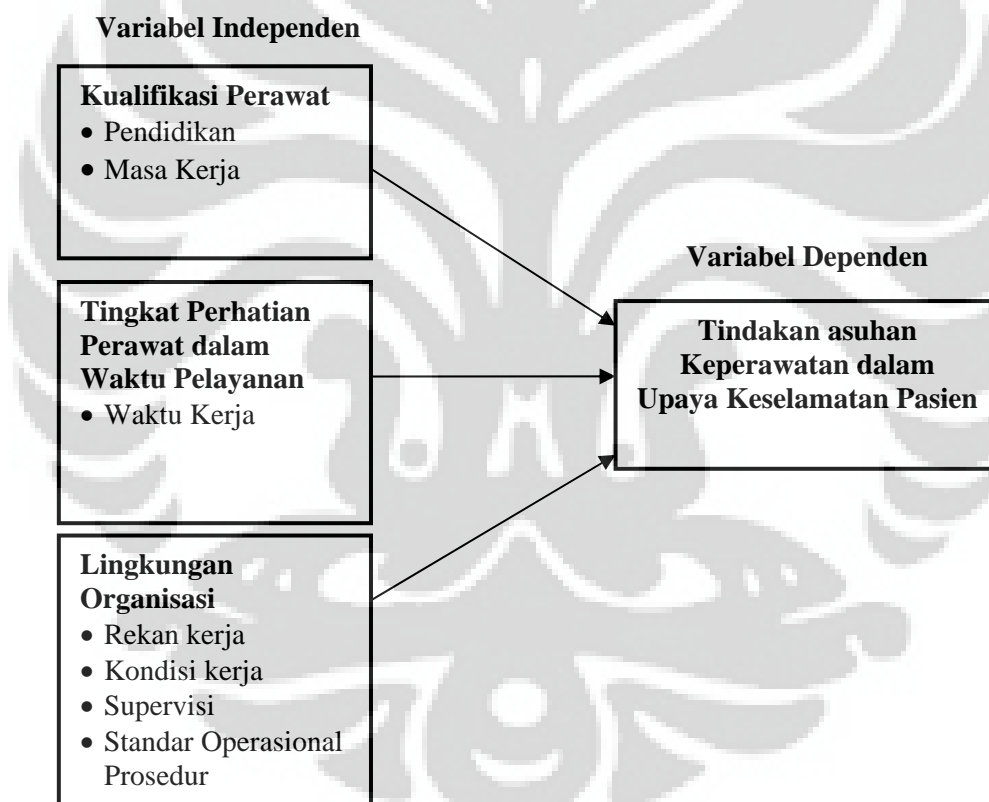 Variabel Independen
Kualifikasi Perawat
• Pendidikan
• Masa Kerja
Tingkat Perhatian
Perawat dalam
Waktu Pelayanan
• Waktu Kerja
Lingkungan
Organisasi
• Rekan kerja
• Kondisi kerja
• Supervisi
• Standar Operasional
Prosedur
Variabel Dependen
Tindakan asuhan
Keperawatan dalam
Upaya Keselamatan Pasien